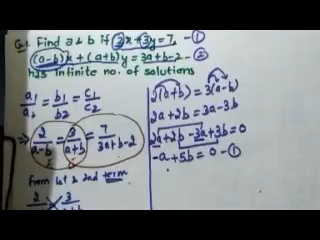 Q.1. Find a & b if 2x + 3y = 7, - ①
(a-b)x + (a+b)y = 3a+b-2 - ②
has infinite no. of solutions
a₁/a₂ = b₁/b₂ = c₁/c₂
⇒ 2/(a-b) = 3/(a+b) = 7/(3a+b-2)
from 1st & 2nd term
2 3
2(a+b) = 3(a-b)
2a + 2b = 3a - 3b
2a + 2b - 3a + 3b = 0
-a + 5b = 0 - ①